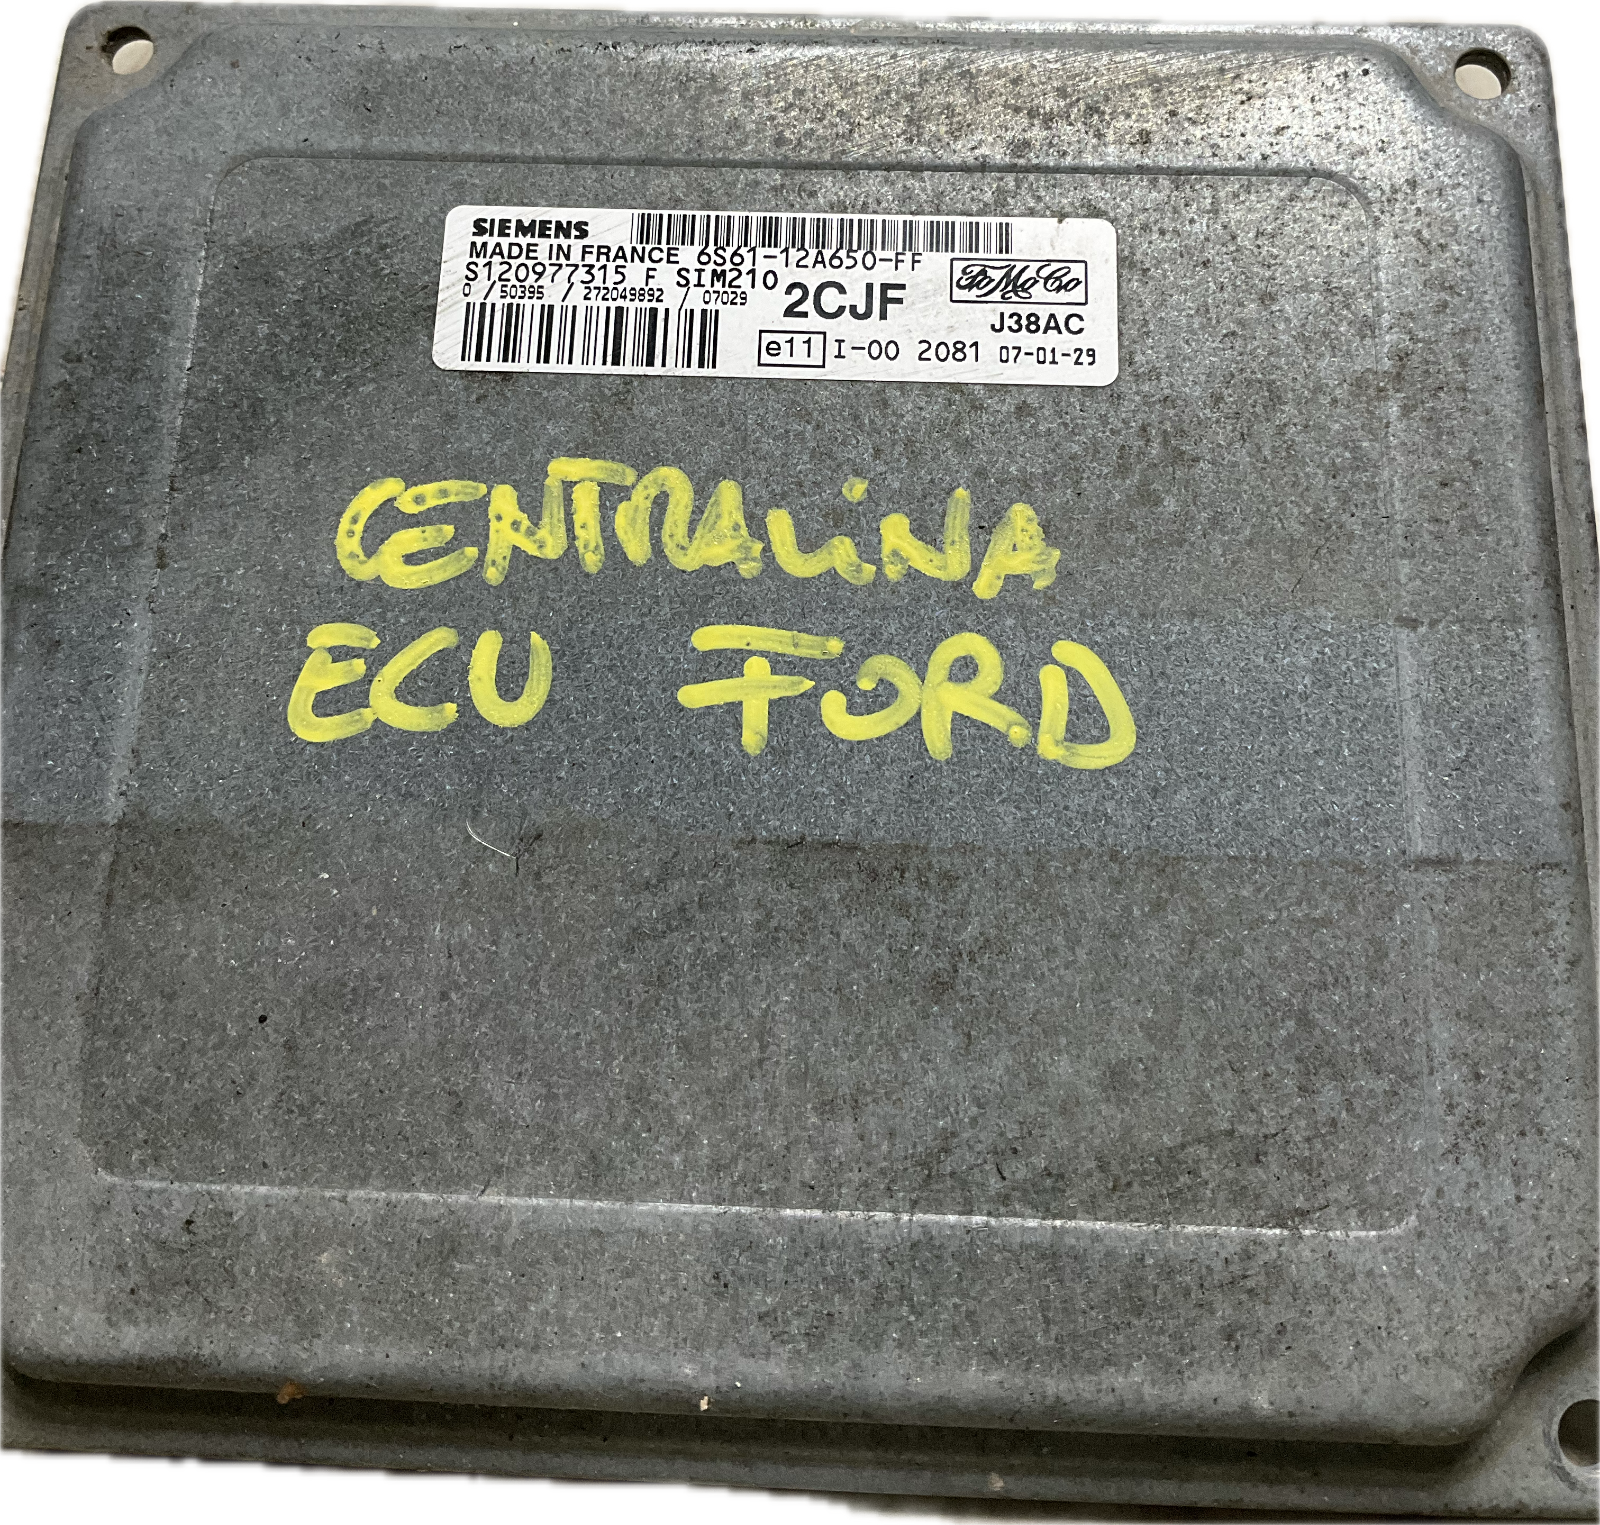 SIEMENS
MADE IN FRANCE 6S61-12A650-FF
S120977315 F SIM210
FoMoCo
0 / 50395 / 272049892 / 07029
2CJF
J38AC
e11 I-00 2081 07-01-29
CENTRALiNA
ECU FORD